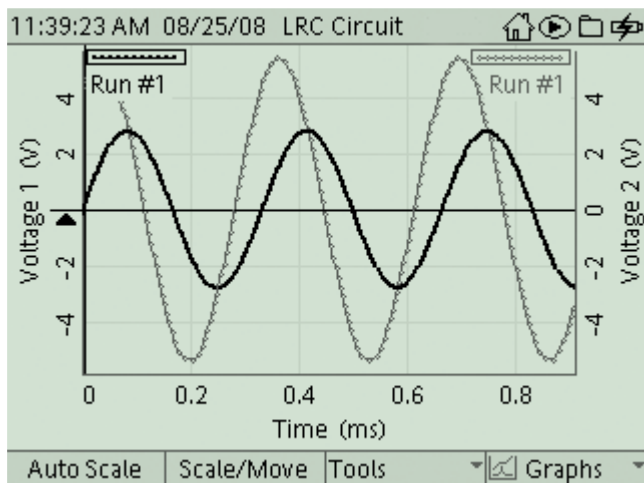 11:39:23 AM 08/25/08 LRC Circuit
Run #1
Run #1
4
2
-2
-4
Voltage 1 (V)
4
2
0
-2
-4
Voltage 2 (V)
0 0.2 0.4 0.6 0.8
Time (ms)
Auto Scale Scale/Move Tools Graphs